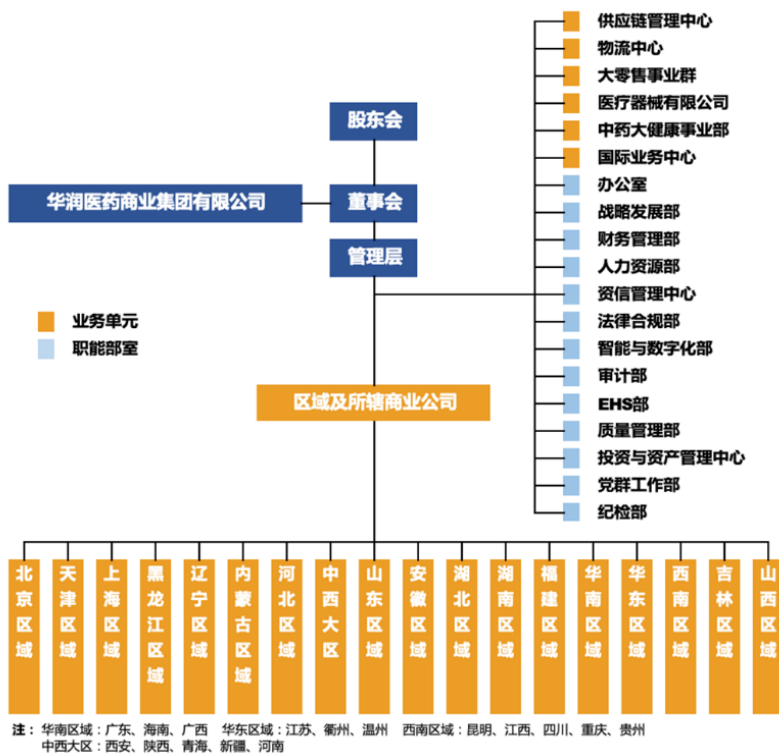 供应链管理中心
物流中心
大零售事业群
医疗器械有限公司
中药大健康事业部
国际业务中心
办公室
战略发展部
财务管理部
人力资源部
资信管理中心
法律合规部
智能与数字化部
审计部
EHS部
质量管理部
投资与资产管理中心
党群工作部
纪检部
股东会
华润医药商业集团有限公司
董事会
管理层
业务单元
职能部室
区域及所辖商业公司
北京区域
天津区域
上海区域
黑龙江区域
辽宁区域
内蒙古区域
河北区域
中西大区
山东区域
安徽区域
湖北区域
湖南区域
福建区域
华南区域
华东区域
西南区域
吉林区域
山西区域
注：华南区域：广东、海南、广西 华东区域：江苏、衢州、温州 西南区域：昆明、江西、四川、重庆、贵州
中西大区：西安、陕西、青海、新疆、河南